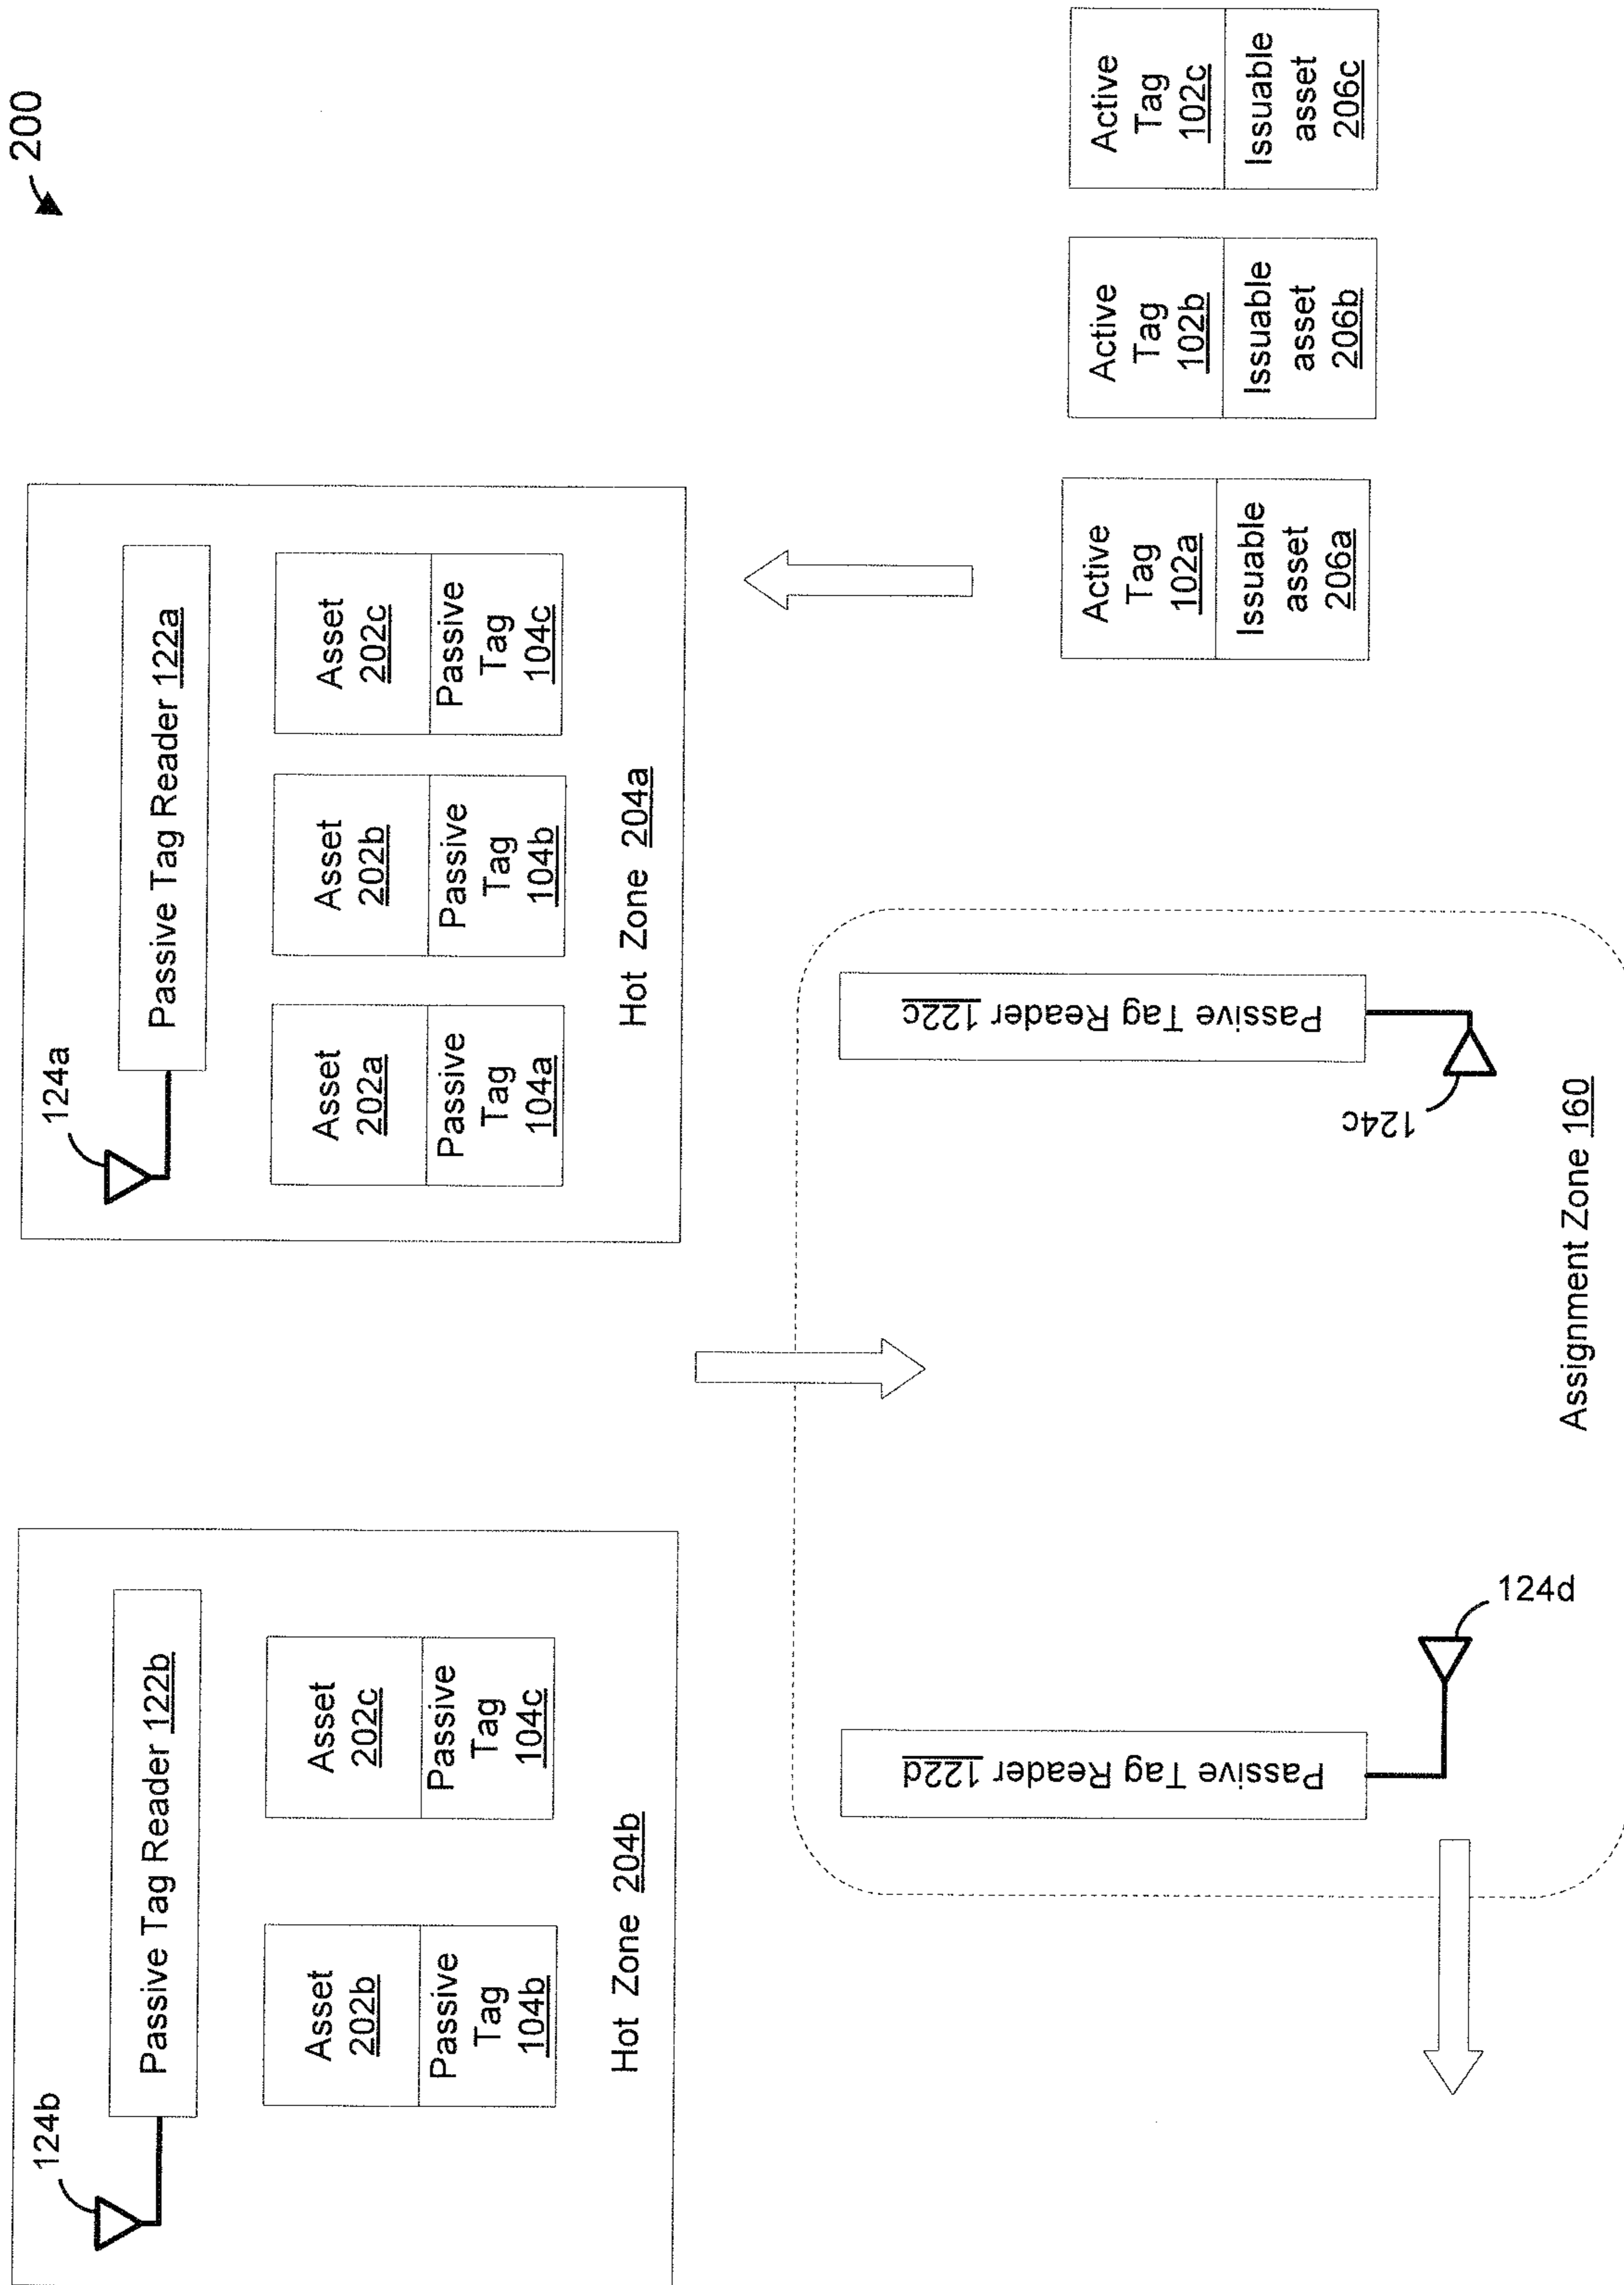 200
124b
Passive Tag Reader 122b
Asset
202b
Passive
Tag
104b
Asset
202c
Passive
Tag
104c
Hot Zone 204b
124a
Passive Tag Reader 122a
Asset
202a
Passive
Tag
104a
Asset
202b
Passive
Tag
104b
Asset
202c
Passive
Tag
104c
Hot Zone 204a
Passive Tag Reader 122d
124d
Passive Tag Reader 122c
124c
Assignment Zone 160
Active
Tag
102a
Issuable
asset
206a
Active
Tag
102b
Issuable
asset
206b
Active
Tag
102c
Issuable
asset
206c